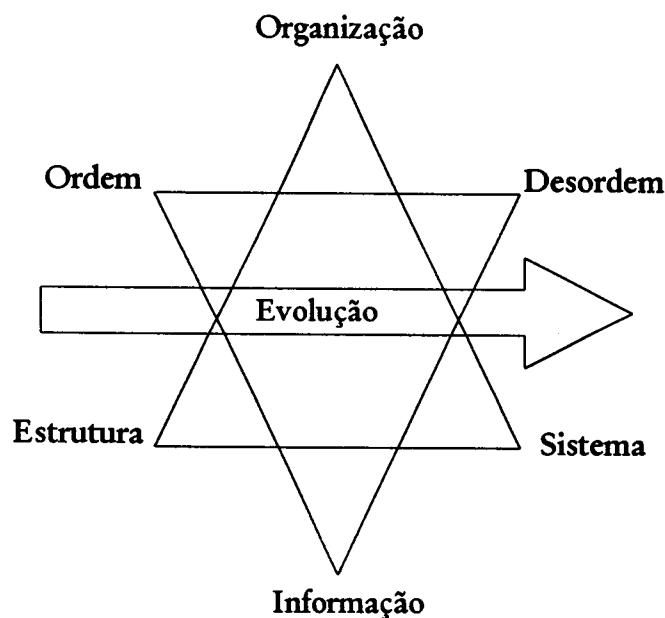 Organização
Ordem
Desordem
Evolução
Estrutura
Sistema
Informação